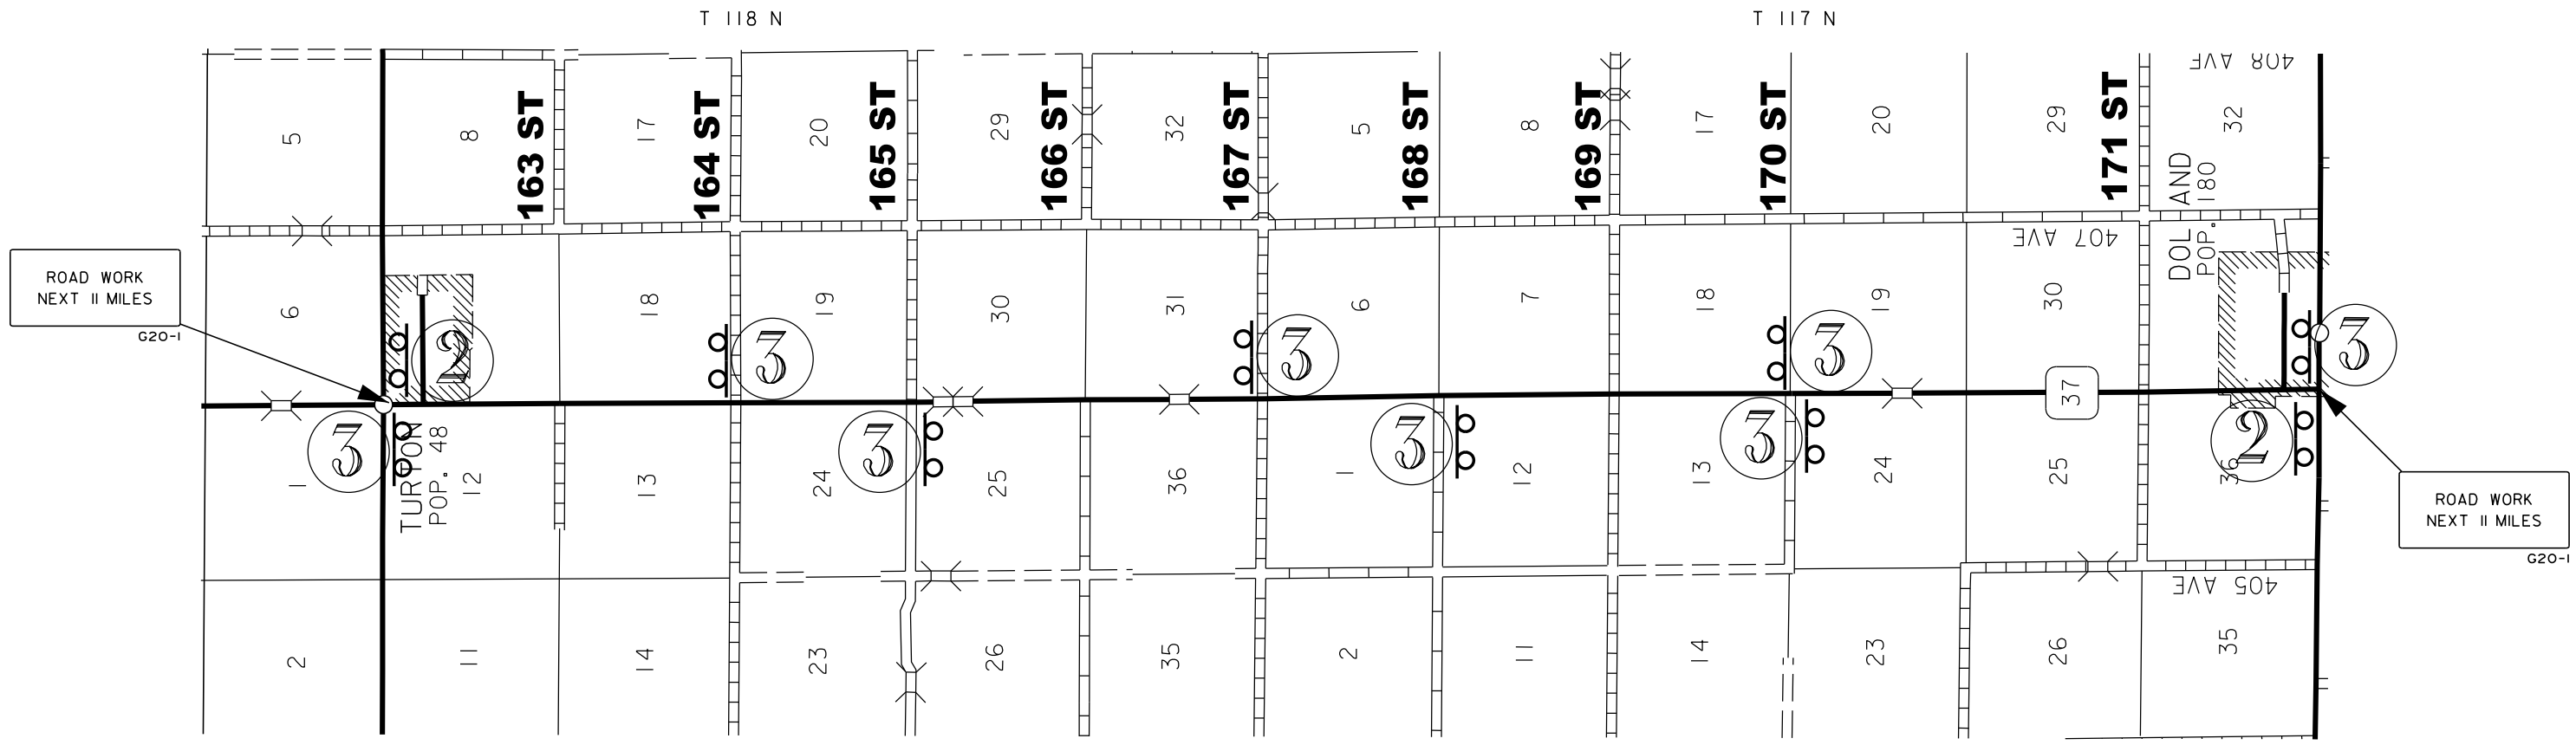 T 118 N
T 117 N
408 AVE
5
8
163 ST
17
164 ST
20
165 ST
29
166 ST
32
167 ST
5
168 ST
8
169 ST
17
170 ST
20
29
171 ST
32
407 AVE
DOL AND
POP. 180
ROAD WORK
NEXT 11 MILES
G20-1
6
18
19
30
31
6
7
18
19
30
2
3
3
3
3
37
3
3
3
3
2
1
TURTON
POP. 48
12
13
24
25
36
1
12
13
24
25
36
ROAD WORK
NEXT 11 MILES
G20-1
405 AVE
2
11
14
23
26
35
2
11
14
23
26
35